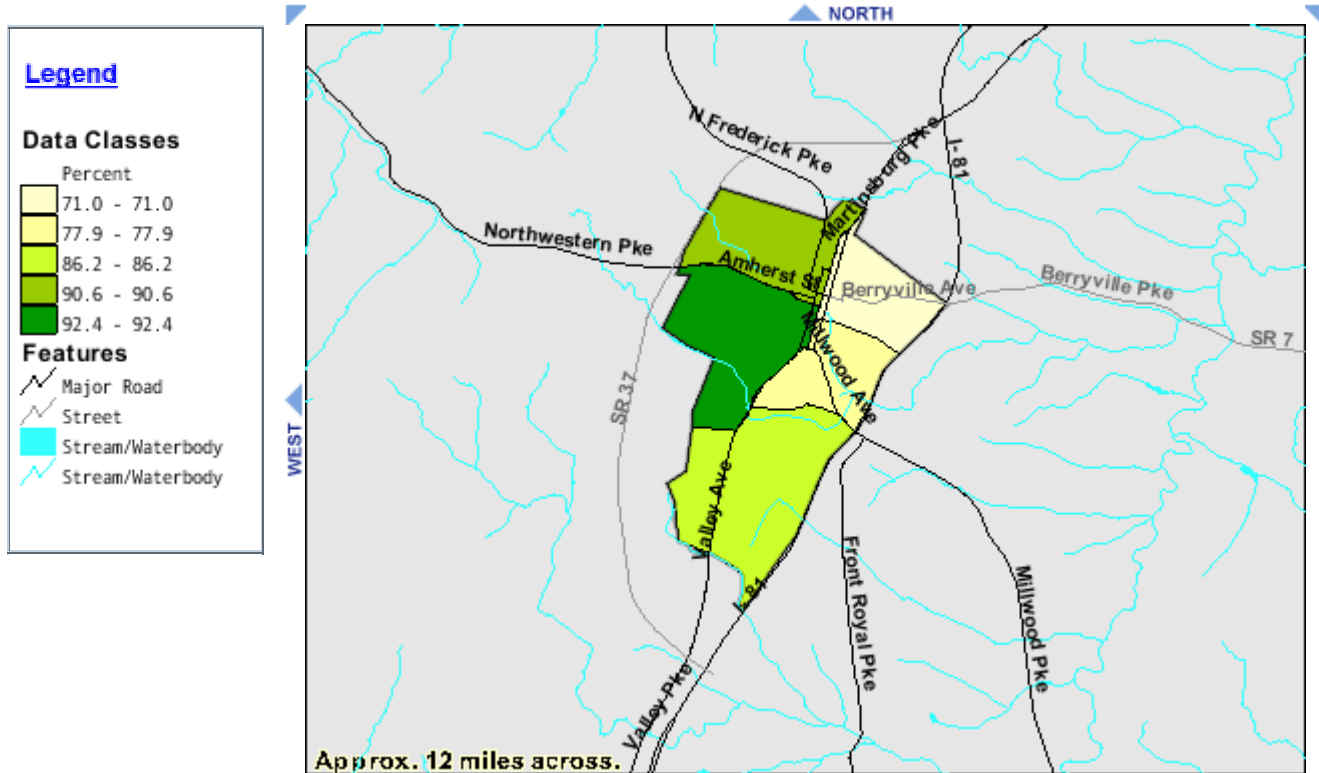 NORTH
Legend
Data Classes
Percent
71.0 - 71.0
77.9 - 77.9
86.2 - 86.2
90.6 - 90.6
92.4 - 92.4
Features
Major Road
Street
Stream/Waterbody
Stream/Waterbody
WEST
N Frederick Pke
Martinsburg Pke
I-81
Northwestern Pke
Amherst St
Berryville Ave
Berryville Pke
SR 7
SR 37
Millwood Ave
Valley Ave
I-81
Front Royal Pke
Millwood Pke
Valley Pke
Approx. 12 miles across.